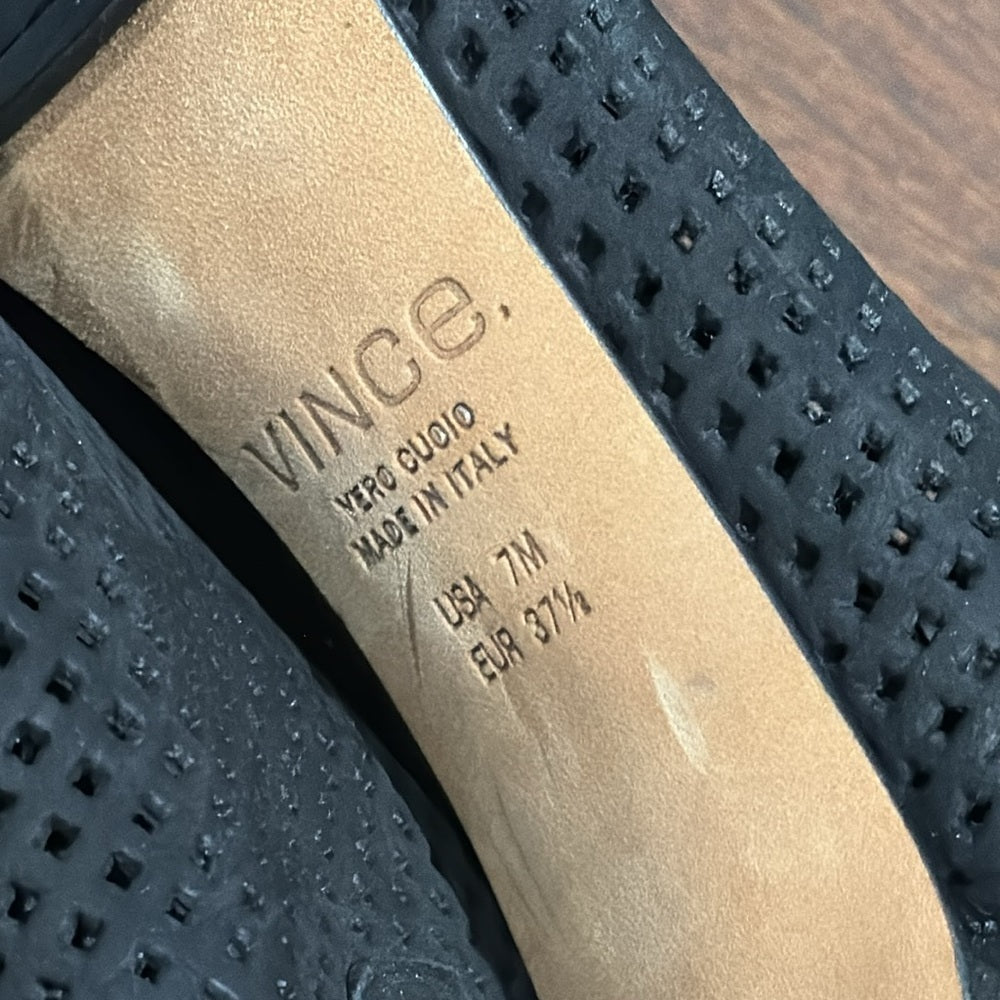 VINCe.
VERO CUOIO
MADE IN ITALY
USA 7M
EUR 37½